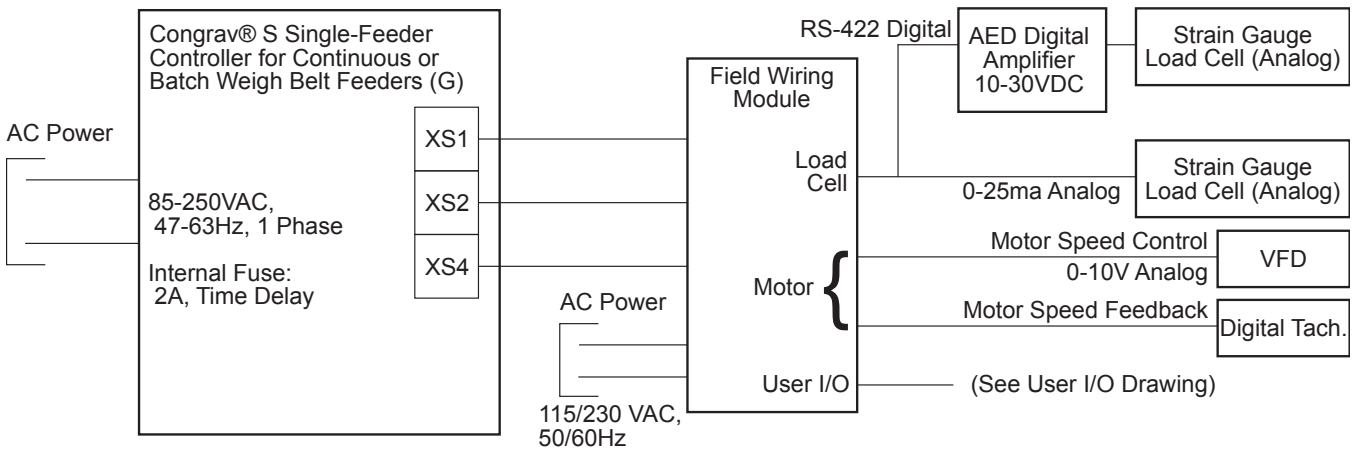 Congrav® S Single-Feeder
Controller for Continuous or
Batch Weigh Belt Feeders (G)
AC Power
XS1
XS2
XS4
85-250VAC,
47-63Hz, 1 Phase
Internal Fuse:
2A, Time Delay
AC Power
115/230 VAC,
50/60Hz
Field Wiring
Module
Load
Cell
Motor {
User I/O
RS-422 Digital
AED Digital
Amplifier
10-30VDC
Strain Gauge
Load Cell (Analog)
0-25ma Analog
Strain Gauge
Load Cell (Analog)
Motor Speed Control
0-10V Analog
VFD
Motor Speed Feedback
Digital Tach.
(See User I/O Drawing)